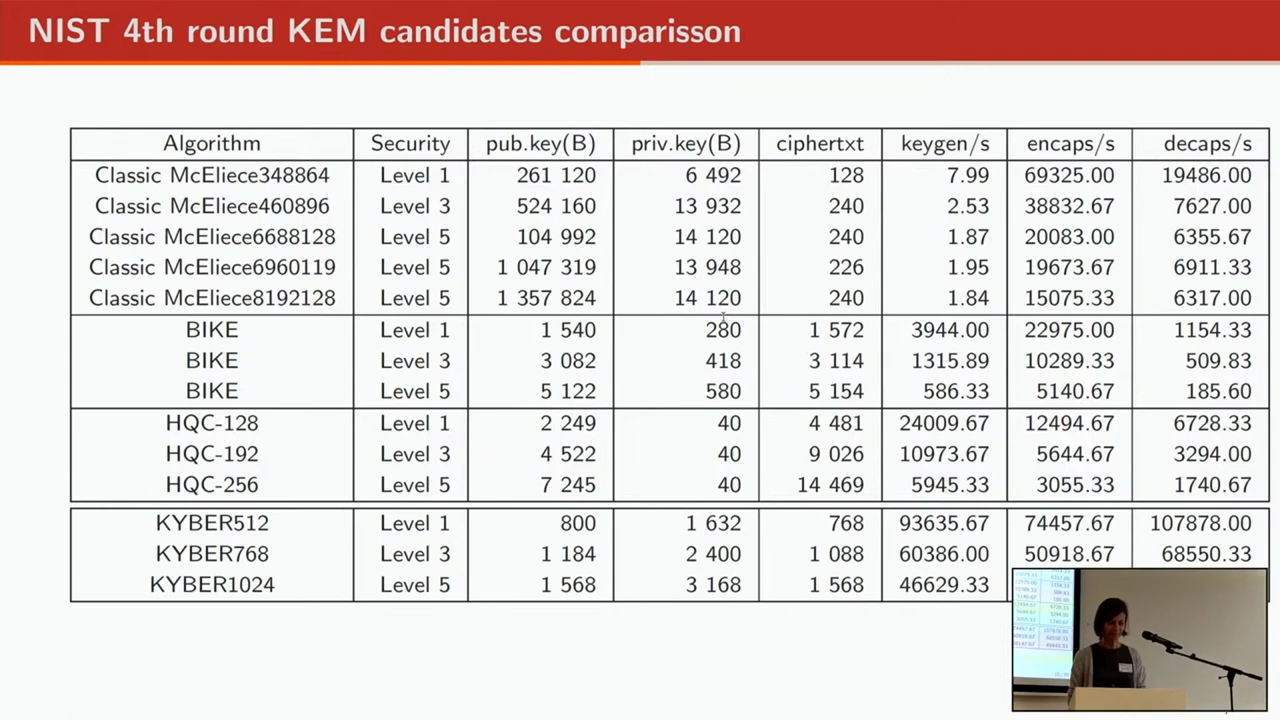 NIST 4th round KEM candidates comparisson
Algorithm Security pub.key(B) priv.key(B) ciphertxt keygen/s encaps/s decaps/s
Classic McEliece348864 Level 1 261 120 6 492 128 7.99 69325.00 19486.00
Classic McEliece460896 Level 3 524 160 13 932 240 2.53 38832.67 7627.00
Classic McEliece6688128 Level 5 104 992 14 120 240 1.87 20083.00 6355.67
Classic McEliece6960119 Level 5 1 047 319 13 948 226 1.95 19673.67 6911.33
Classic McEliece8192128 Level 5 1 357 824 14 120 240 1.84 15075.33 6317.00
BIKE Level 1 1 540 280 1 572 3944.00 22975.00 1154.33
BIKE Level 3 3 082 418 3 114 1315.89 10289.33 509.83
BIKE Level 5 5 122 580 5 154 586.33 5140.67 185.60
HQC-128 Level 1 2 249 40 4 481 24009.67 12494.67 6728.33
HQC-192 Level 3 4 522 40 9 026 10973.67 5644.67 3294.00
HQC-256 Level 5 7 245 40 14 469 5945.33 3055.33 1740.67
KYBER512 Level 1 800 1 632 768 93635.67 74457.67 107878.00
KYBER768 Level 3 1 184 2 400 1 088 60386.00 50918.67 68550.33
KYBER1024 Level 5 1 568 3 168 1 568 46629.33